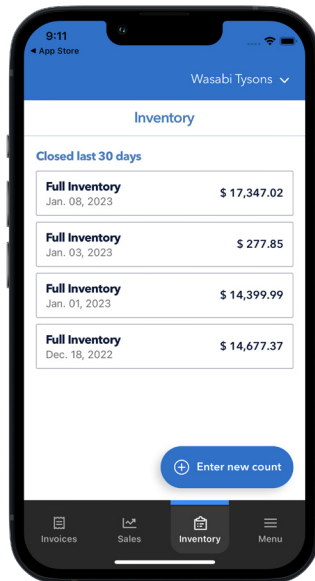 9:11
◀ App Store
Wasabi Tysons
Inventory
Closed last 30 days
Full Inventory
$ 17,347.02
Jan. 08, 2023
Full Inventory
$ 277.85
Jan. 03, 2023
Full Inventory
$ 14,399.99
Jan. 01, 2023
Full Inventory
$ 14,677.37
Dec. 18, 2022
Enter new count
Invoices
Sales
Inventory
Menu